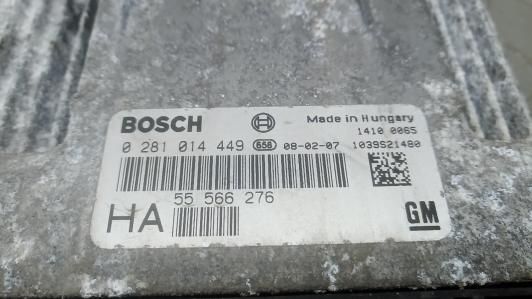 BOSCH Made in Hungary
1410 0065
0 281 014 449 656 08-02-07 1039S21480
55 566 276
HA GM